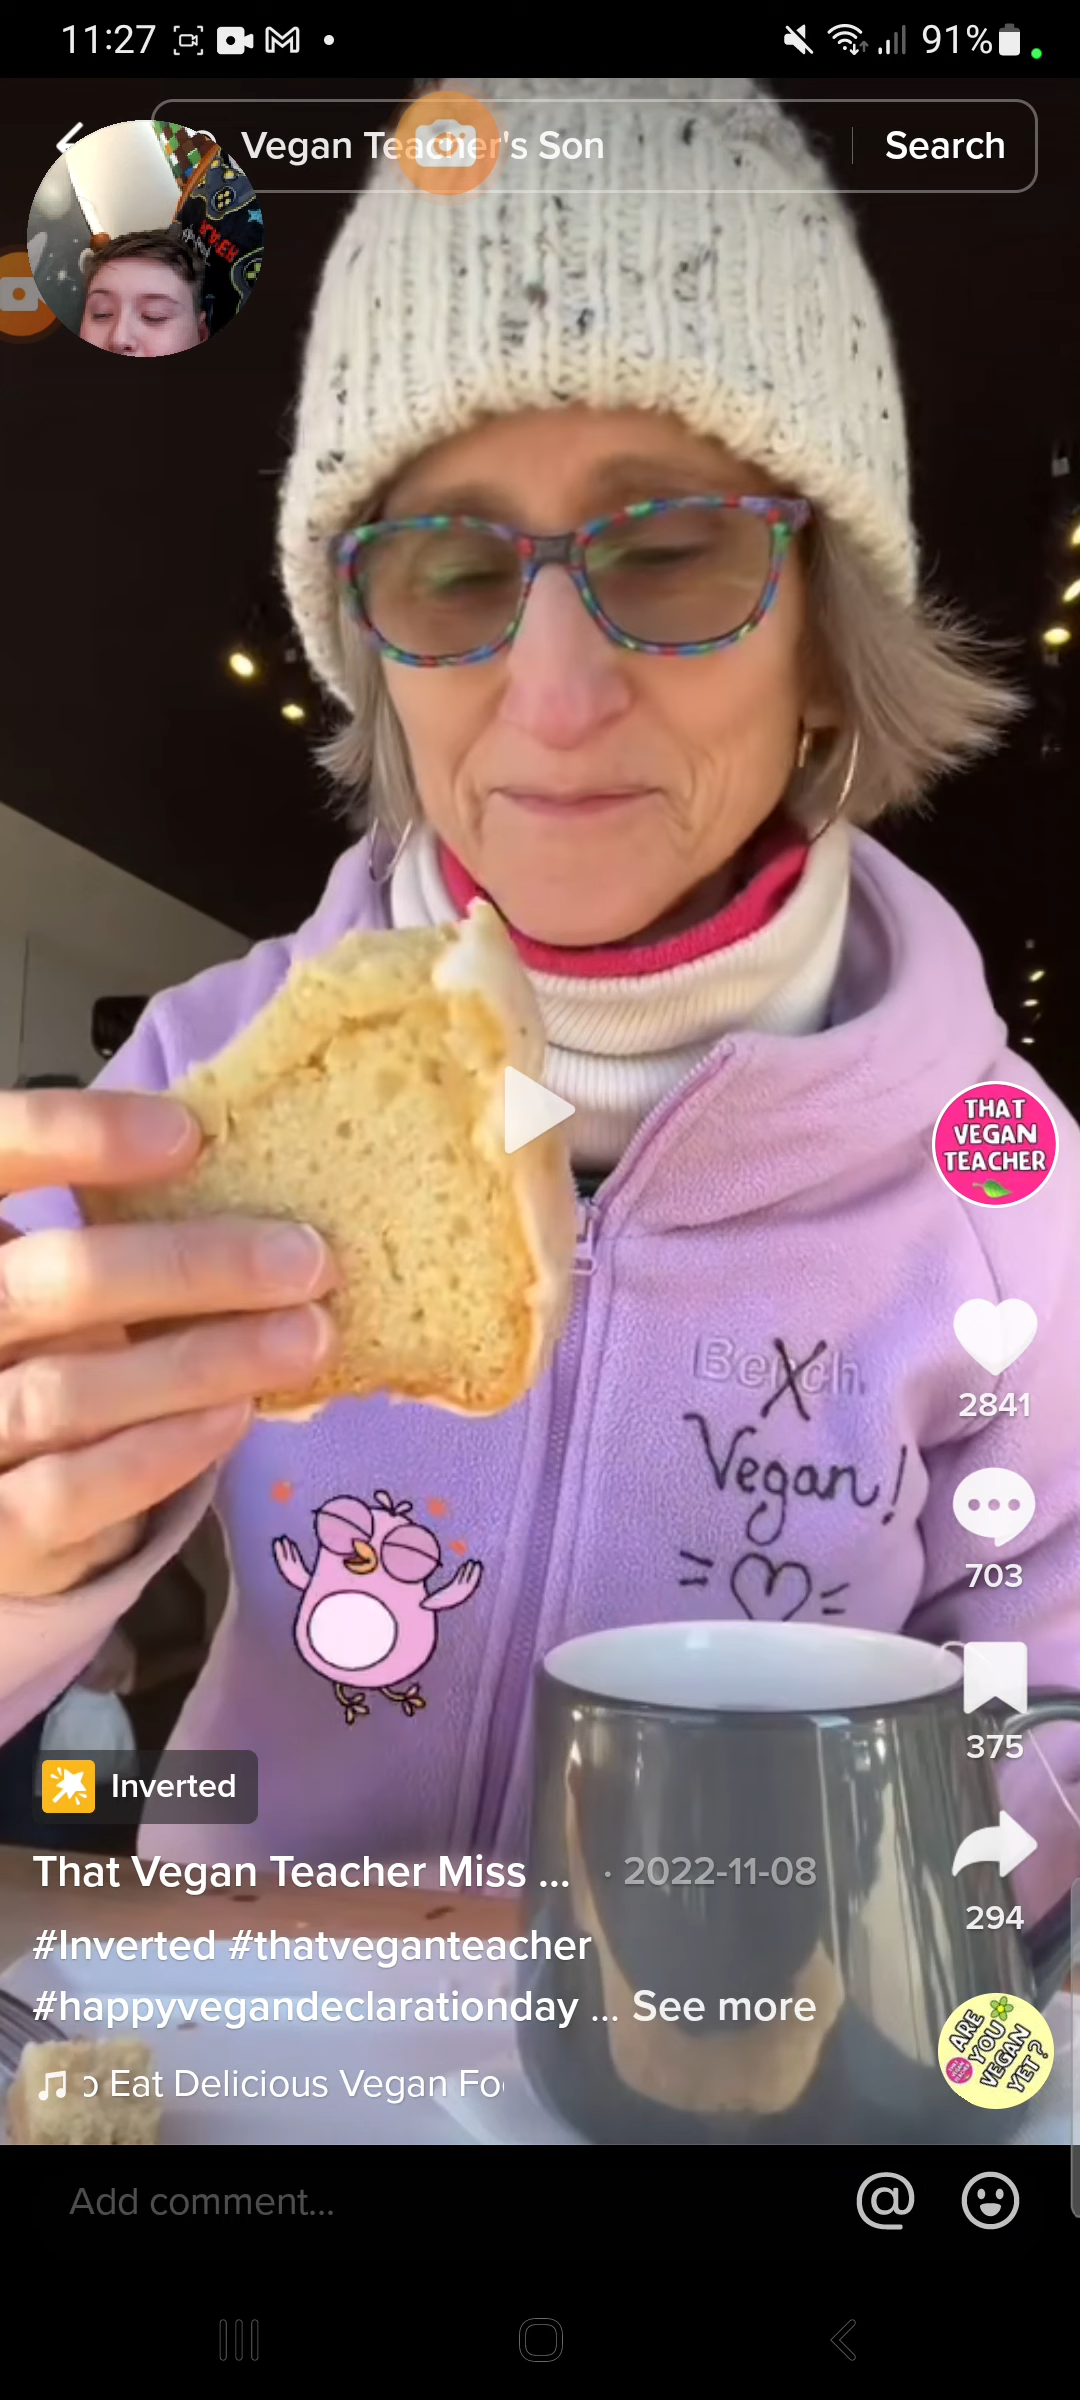 11:27
91%
Vegan Teacher's Son
Search
THAT
VEGAN
TEACHER
Bench
X
Vegan!
2841
703
375
Inverted
That Vegan Teacher Miss ... · 2022-11-08
294
#Inverted #thatveganteacher
#happyvegandeclarationday ... See more
ARE
YOU
VEGAN
YET?
Eat Delicious Vegan
Add comment...